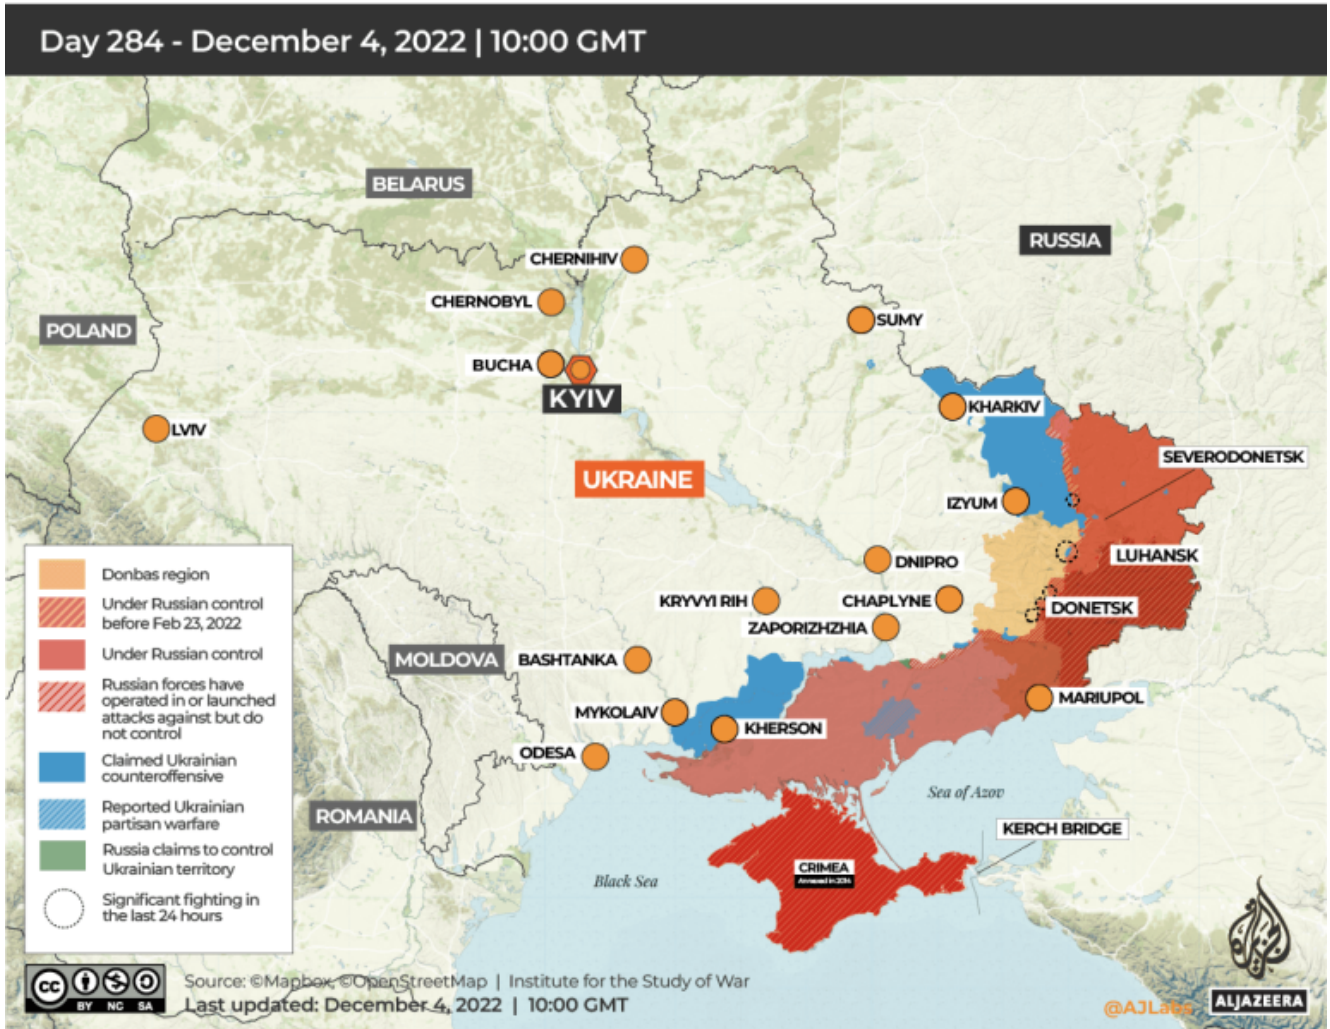 Day 284 - December 4, 2022 | 10:00 GMT
BELARUS
RUSSIA
CHERNIHIV
CHERNOBYL
SUMY
POLAND
BUCHA
KYIV
KHARKIV
LVIV
SEVERODONETSK
UKRAINE
IZYUM
DNIPRO
LUHANSK
KRYVYI RIH
CHAPLYNE
DONETSK
ZAPORIZHZHIA
MOLDOVA
BASHTANKA
MARIUPOL
MYKOLAIV
KHERSON
ODESA
Sea of Azov
ROMANIA
KERCH BRIDGE
CRIMEA
Annexed in 2014
Black Sea
Donbas region
Under Russian control
before Feb 23, 2022
Under Russian control
Russian forces have
operated in or launched
attacks against but do
not control
Claimed Ukrainian
counteroffensive
Reported Ukrainian
partisan warfare
Russia claims to control
Ukrainian territory
Significant fighting in
the last 24 hours
cc BY NC SA
Source: ©Mapbox, ©OpenStreetMap | Institute for the Study of War
Last updated: December 4, 2022 | 10:00 GMT
@AJLabs
الجزيرة
ALJAZEERA